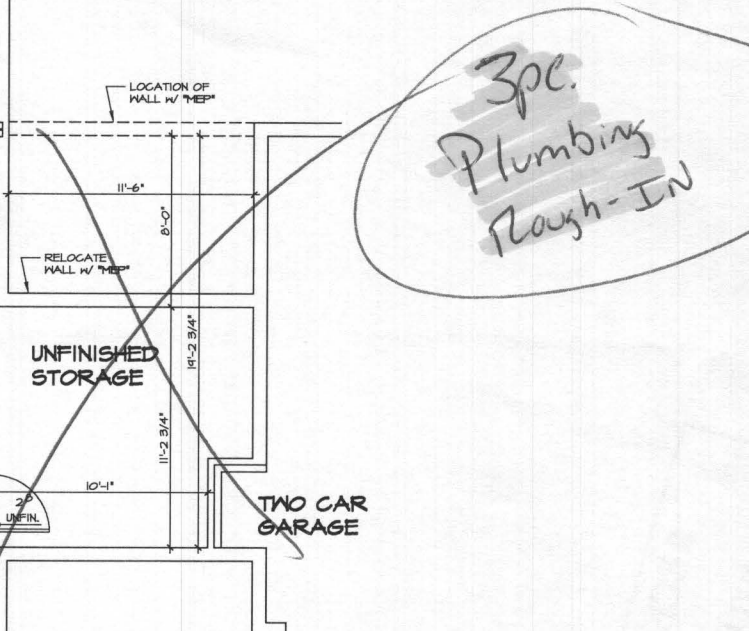 LOCATION OF
WALL W/ "MEP"
3pc.
Plumbing
Rough-IN
11'-6"
8'-0"
RELOCATE
WALL W/ "MEP"
19'-2 3/4"
UNFINISHED
STORAGE
11'-2 3/4"
10'-1"
2⁰
UNFIN.
TWO CAR
GARAGE